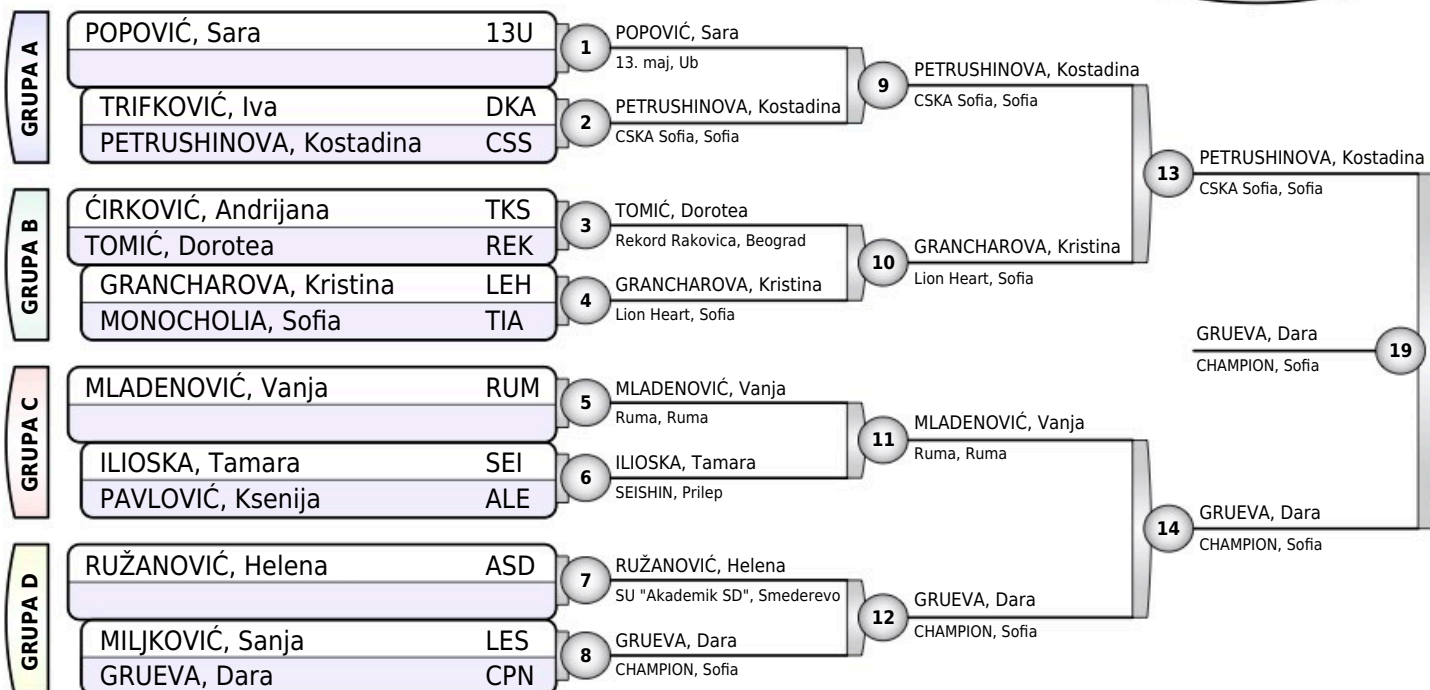 GRUPA A
POPOVIĆ, Sara 13U
TRIFKOVIĆ, Iva DKA
PETRUSHINOVA, Kostadina CSS
1
POPOVIĆ, Sara
13. maj, Ub
2
PETRUSHINOVA, Kostadina
CSKA Sofia, Sofia
9
PETRUSHINOVA, Kostadina
CSKA Sofia, Sofia
GRUPA B
ĆIRKOVIĆ, Andrijana TKS
TOMIĆ, Dorotea REK
GRANCHAROVA, Kristina LEH
MONOCHOLIA, Sofia TIA
3
TOMIĆ, Dorotea
Rekord Rakovica, Beograd
4
GRANCHAROVA, Kristina
Lion Heart, Sofia
10
GRANCHAROVA, Kristina
Lion Heart, Sofia
13
PETRUSHINOVA, Kostadina
CSKA Sofia, Sofia
GRUPA C
MLADENOVIĆ, Vanja RUM
ILIOSKA, Tamara SEI
PAVLOVIĆ, Ksenija ALE
5
MLADENOVIĆ, Vanja
Ruma, Ruma
6
ILIOSKA, Tamara
SEISHIN, Prilep
11
MLADENOVIĆ, Vanja
Ruma, Ruma
GRUPA D
RUŽANOVIĆ, Helena ASD
MILJKOVIĆ, Sanja LES
GRUEVA, Dara CPN
7
RUŽANOVIĆ, Helena
SU "Akademik SD", Smederevo
8
GRUEVA, Dara
CHAMPION, Sofia
12
GRUEVA, Dara
CHAMPION, Sofia
14
GRUEVA, Dara
CHAMPION, Sofia
GRUEVA, Dara
CHAMPION, Sofia
19